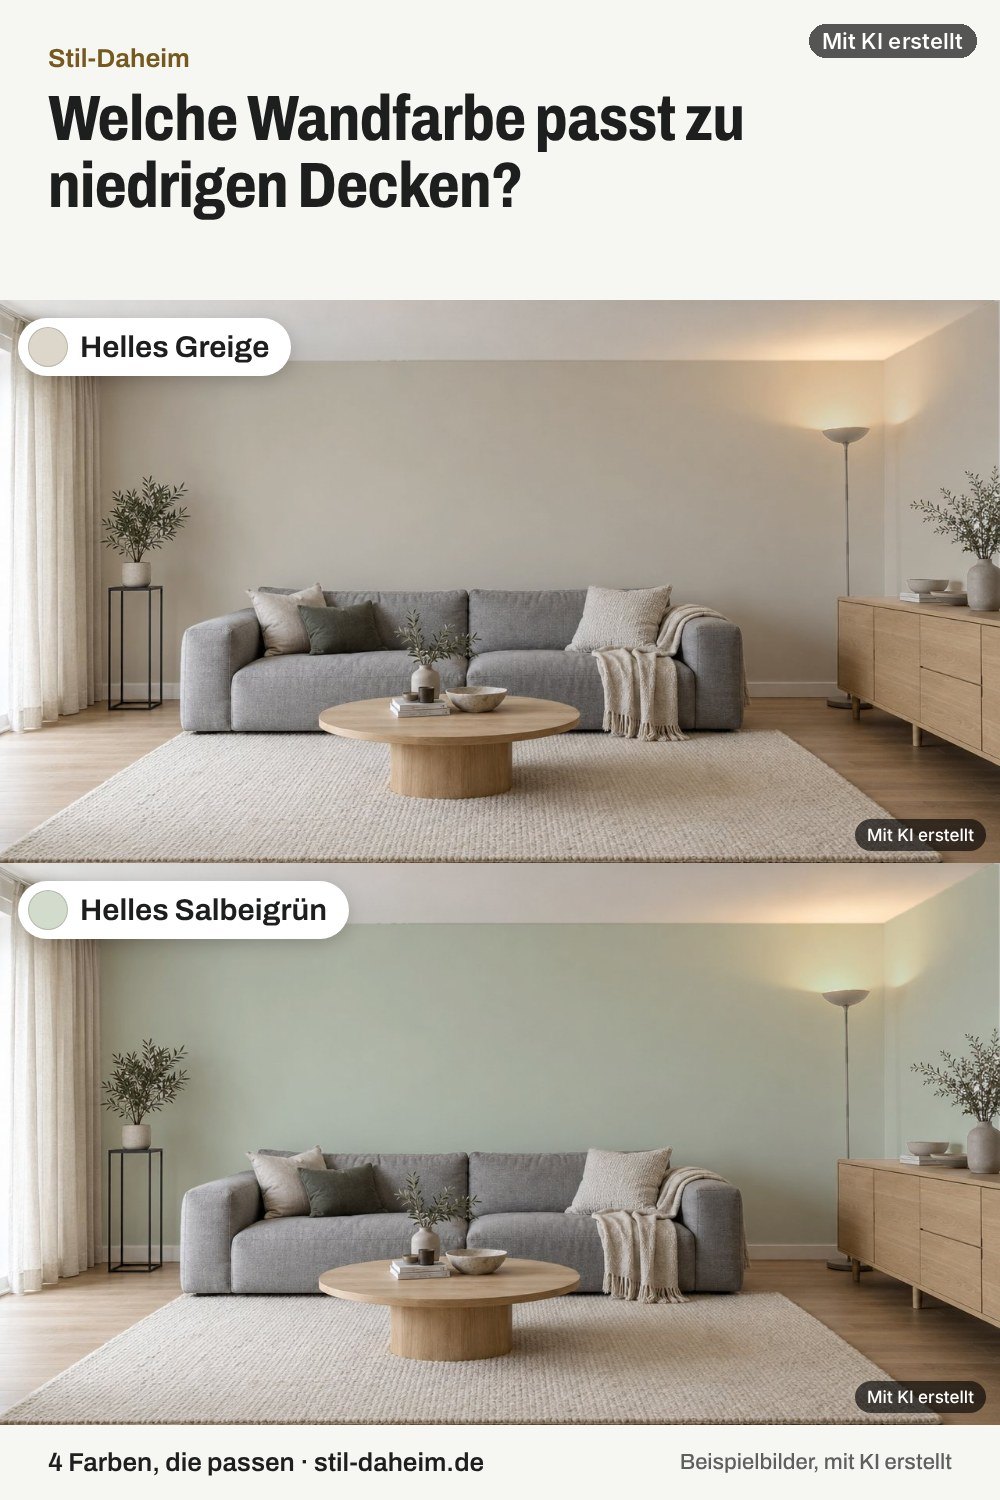 Mit KI erstellt
Stil-Daheim
Welche Wandfarbe passt zu
niedrigen Decken?
Helles Greige
Mit KI erstellt
Helles Salbeigrün
Mit KI erstellt
4 Farben, die passen · stil-daheim.de
Beispielbilder, mit KI erstellt